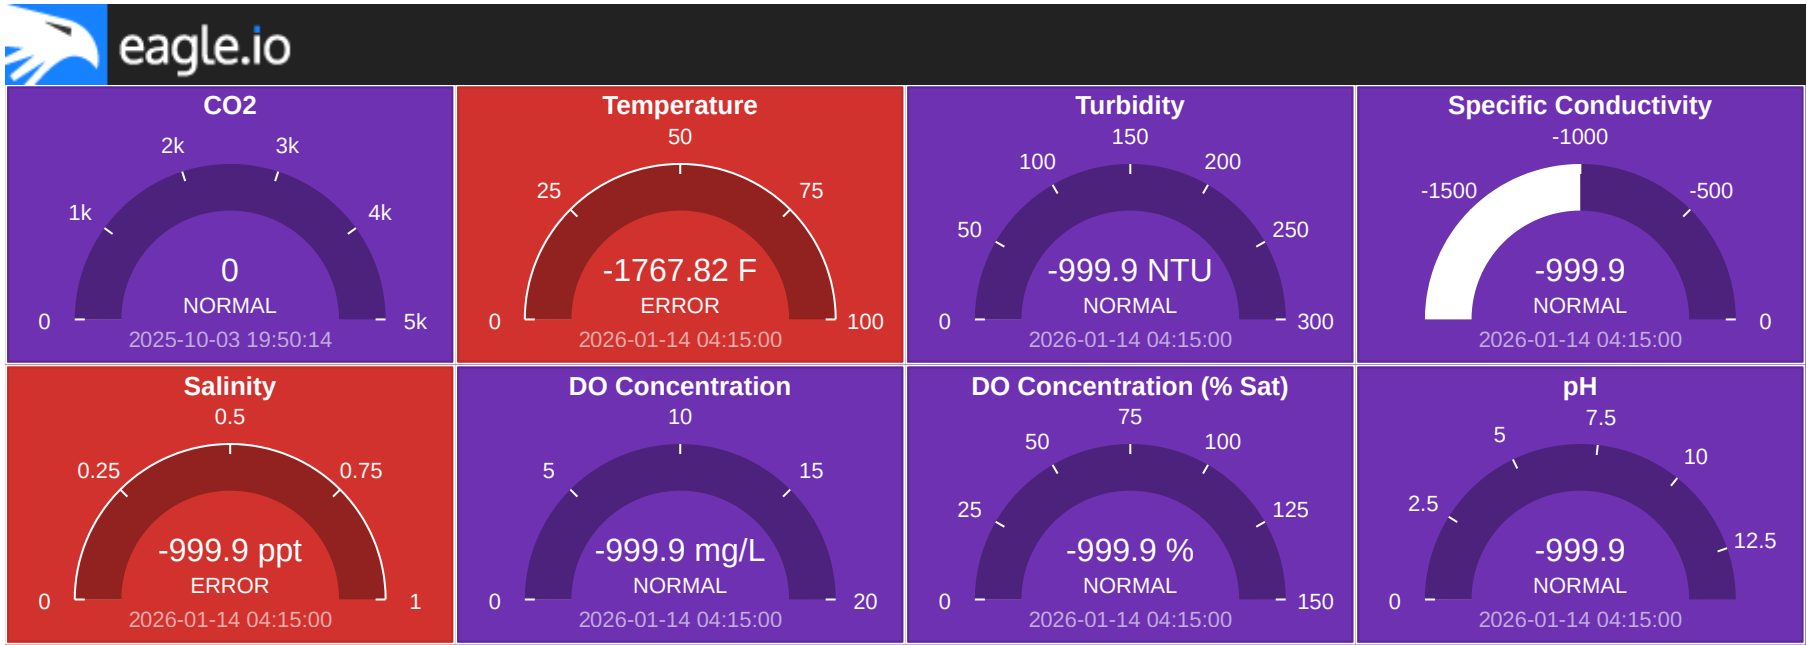 eagle.io
CO2
2k
3k
1k
4k
0
NORMAL
0
5k
2025-10-03 19:50:14
Temperature
50
25
75
-1767.82 F
ERROR
0
100
2026-01-14 04:15:00
Turbidity
150
100
200
50
250
-999.9 NTU
NORMAL
0
300
2026-01-14 04:15:00
Specific Conductivity
-1000
-1500
-500
-999.9
NORMAL
0
2026-01-14 04:15:00
Salinity
0.5
0.25
0.75
-999.9 ppt
ERROR
0
1
2026-01-14 04:15:00
DO Concentration
10
5
15
-999.9 mg/L
NORMAL
0
20
2026-01-14 04:15:00
DO Concentration (% Sat)
75
50
100
25
125
-999.9 %
NORMAL
0
150
2026-01-14 04:15:00
pH
7.5
5
10
2.5
12.5
-999.9
NORMAL
0
2026-01-14 04:15:00